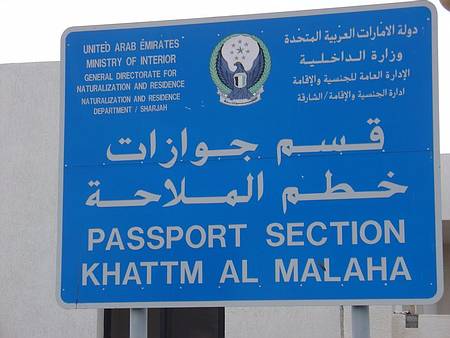 UNITED ARAB EMIRATES
MINISTRY OF INTERIOR
GENERAL DIRECTORATE FOR
NATURALIZATION AND RESIDENCE
NATURALIZATION AND RESIDENCE
DEPARTMENT / SHARJAH
دولة الامارات العربية المتحدة
وزارة الداخلية
الإدارة العامة للجنسية والإقامة
ادارة الجنسية والإقامة/الشارقة
قسم جوازات
خطم الملاحة
PASSPORT SECTION
KHATTM AL MALAHA